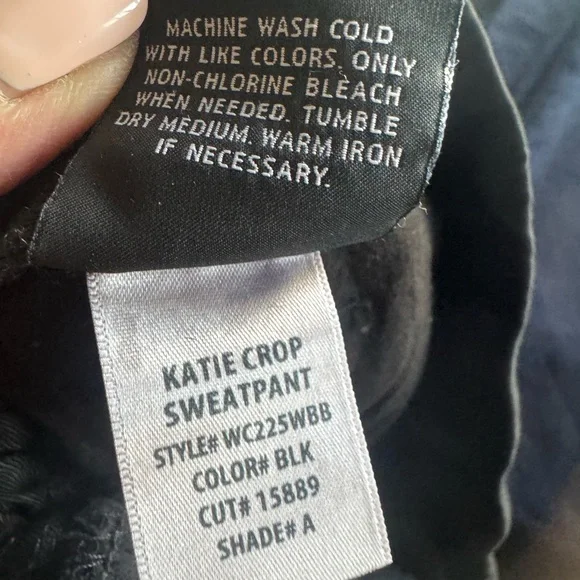 MACHINE WASH COLD
WITH LIKE COLORS. ONLY
NON-CHLORINE BLEACH
WHEN NEEDED. TUMBLE
DRY MEDIUM. WARM IRON
IF NECESSARY.
KATIE CROP
SWEATPANT
STYLE# WC225WBB
COLOR# BLK
CUT# 15889
SHADE# A